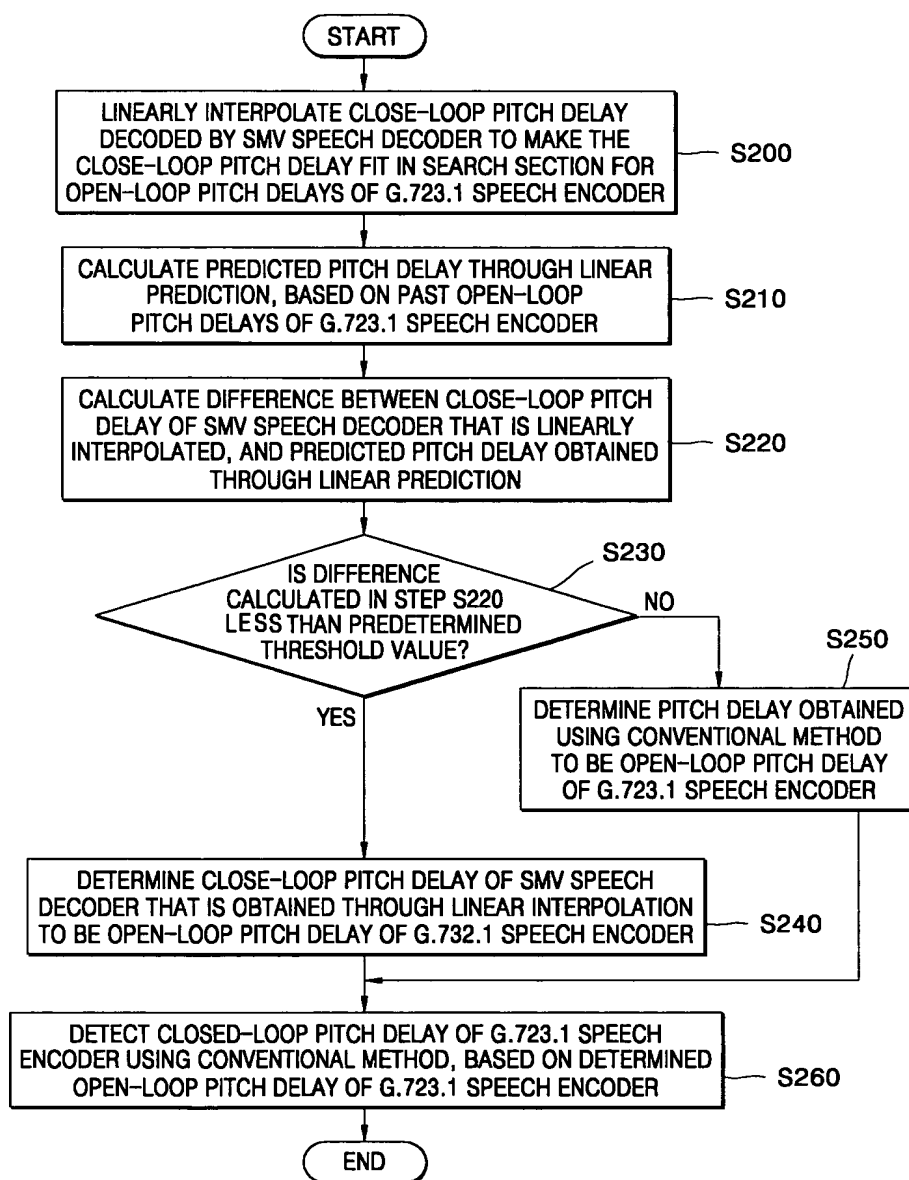 START
LINEARLY INTERPOLATE CLOSE-LOOP PITCH DELAY
DECODED BY SMV SPEECH DECODER TO MAKE THE
CLOSE-LOOP PITCH DELAY FIT IN SEARCH SECTION FOR
OPEN-LOOP PITCH DELAYS OF G.723.1 SPEECH ENCODER
S200
CALCULATE PREDICTED PITCH DELAY THROUGH LINEAR
PREDICTION, BASED ON PAST OPEN-LOOP
PITCH DELAYS OF G.723.1 SPEECH ENCODER
S210
CALCULATE DIFFERENCE BETWEEN CLOSE-LOOP PITCH
DELAY OF SMV SPEECH DECODER THAT IS LINEARLY
INTERPOLATED, AND PREDICTED PITCH DELAY OBTAINED
THROUGH LINEAR PREDICTION
S220
S230
IS DIFFERENCE
CALCULATED IN STEP S220
LESS THAN PREDETERMINED
THRESHOLD VALUE?
NO
YES
S250
DETERMINE PITCH DELAY OBTAINED
USING CONVENTIONAL METHOD
TO BE OPEN-LOOP PITCH DELAY
OF G.723.1 SPEECH ENCODER
DETERMINE CLOSE-LOOP PITCH DELAY OF SMV SPEECH
DECODER THAT IS OBTAINED THROUGH LINEAR INTERPOLATION
TO BE OPEN-LOOP PITCH DELAY OF G.732.1 SPEECH ENCODER
S240
DETECT CLOSED-LOOP PITCH DELAY OF G.723.1 SPEECH
ENCODER USING CONVENTIONAL METHOD, BASED ON DETERMINED
OPEN-LOOP PITCH DELAY OF G.723.1 SPEECH ENCODER
S260
END